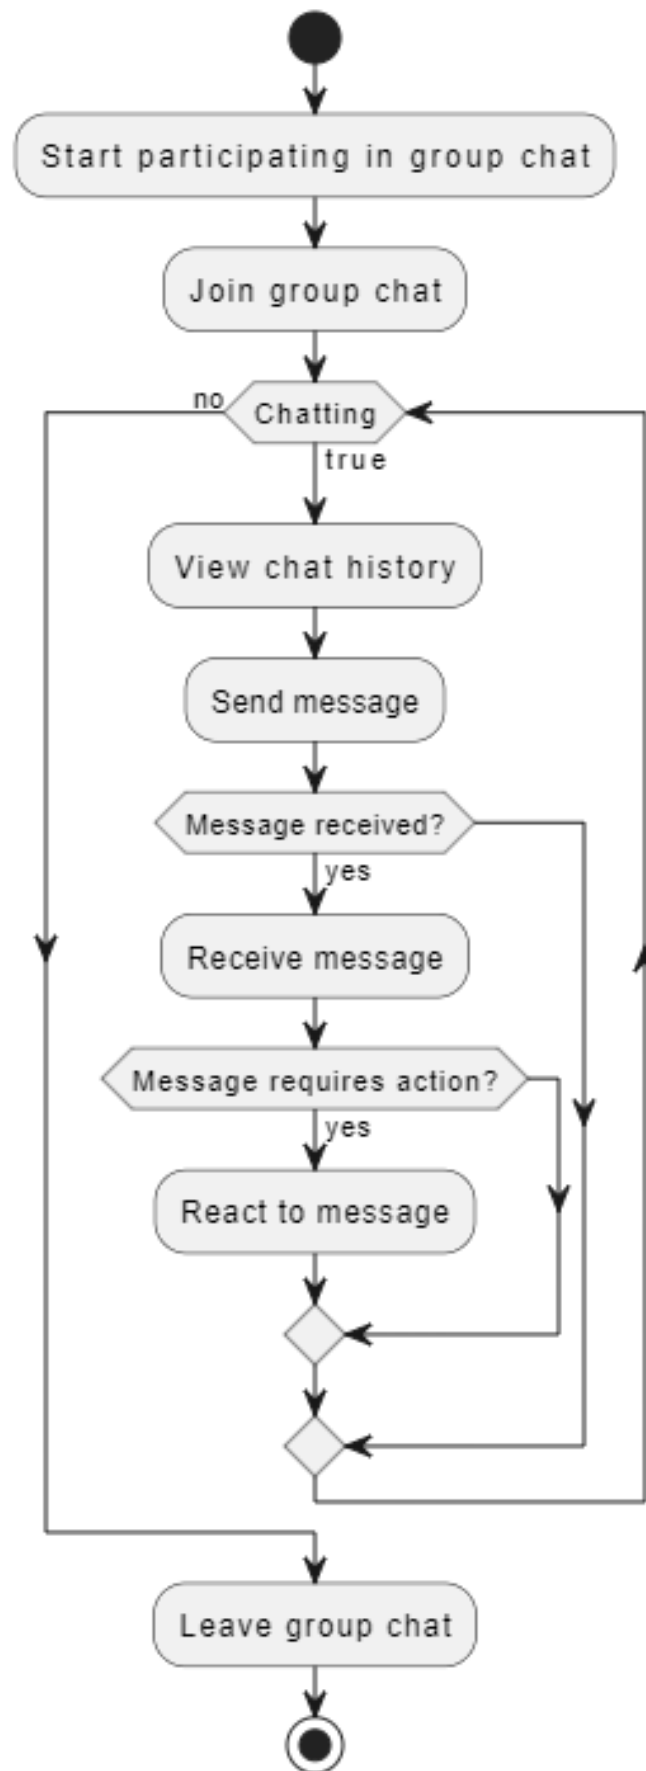 Start participating in group chat
Join group chat
no
Chatting
true
View chat history
Send message
Message received?
yes
Receive message
Message requires action?
yes
React to message
Leave group chat